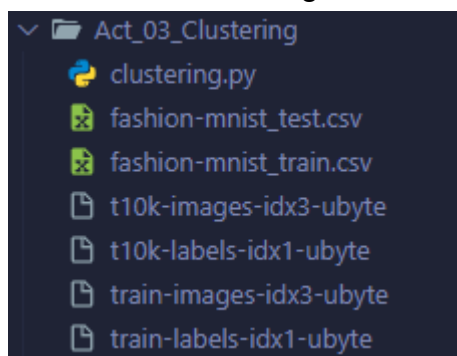 Act_03_Clustering
clustering.py
fashion-mnist_test.csv
fashion-mnist_train.csv
t10k-images-idx3-ubyte
t10k-labels-idx1-ubyte
train-images-idx3-ubyte
train-labels-idx1-ubyte